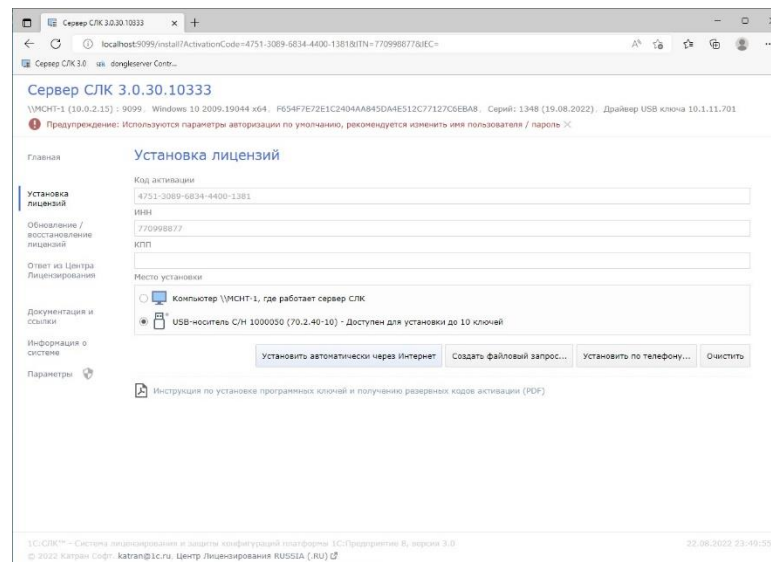 Сервер СЛК 3.0.30.10333
localhost:9099/install?ActivationCode=4751-3089-6834-4400-1381&ITN=770998877&IEC=
Сервер СЛК 3.0 dongleserver Contr...
Сервер СЛК 3.0.30.10333
\\МСНТ-1 (10.0.2.15) : 9099, Windows 10 2009.19044 x64, F654F7E72E1C2404AA845DA4E512C77127C6EBA8, Серий: 1348 (19.08.2022), Драйвер USB ключа 10.1.11.701
Предупреждение: Используются параметры авторизации по умолчанию, рекомендуется изменить имя пользователя / пароль
Главная
Установка лицензий
Обновление / восстановление лицензий
Ответ из Центра Лицензирования
Документация и ссылки
Информация о системе
Параметры
Установка лицензий
Код активации
4751-3089-6834-4400-1381
ИНН
770998877
КПП
Место установки
Компьютер \\МСНТ-1, где работает сервер СЛК
USB-носитель С/Н 1000050 (70.2.40-10) - Доступен для установки до 10 ключей
Установить автоматически через Интернет
Создать файловый запрос...
Установить по телефону...
Очистить
Инструкция по установке программных ключей и получению резервных кодов активации (PDF)
1С:СЛК™ – Система лицензирования и защиты конфигураций платформы 1С:Предприятие 8, версия 3.0
22.08.2022 23:49:55
© 2022 Катран Софт, katran@1c.ru, Центр Лицензирования RUSSIA (.RU)